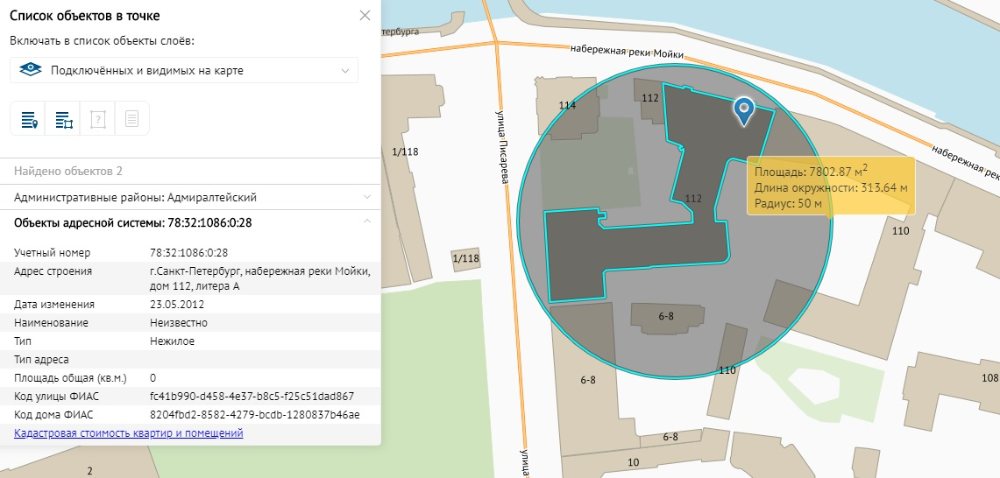 Список объектов в точке
Включать в список объекты слоёв:
Подключённых и видимых на карте
Найдено объектов 2
Административные районы: Адмиралтейский
Объекты адресной системы: 78:32:1086:0:28
Учетный номер 78:32:1086:0:28
Адрес строения г.Санкт-Петербург, набережная реки Мойки,
дом 112, литера А
Дата изменения 23.05.2012
Наименование Неизвестно
Тип Нежилое
Тип адреса
Площадь общая (кв.м.) 0
Код улицы ФИАС fc41b990-d458-4e37-b8c5-f25c51dad867
Код дома ФИАС 8204fbd2-8582-4279-bcdb-1280837b46ae
Кадастровая стоимость квартир и помещений
2
тербурга
набережная реки Мойки
114
112
улица Писарева
1/118
набережная рек
Площадь: 7802.87 м2
Длина окружности: 313.64 м
Радиус: 50 м
112
110
1/118
6-8
110
6-8
108
6-8
10
улица